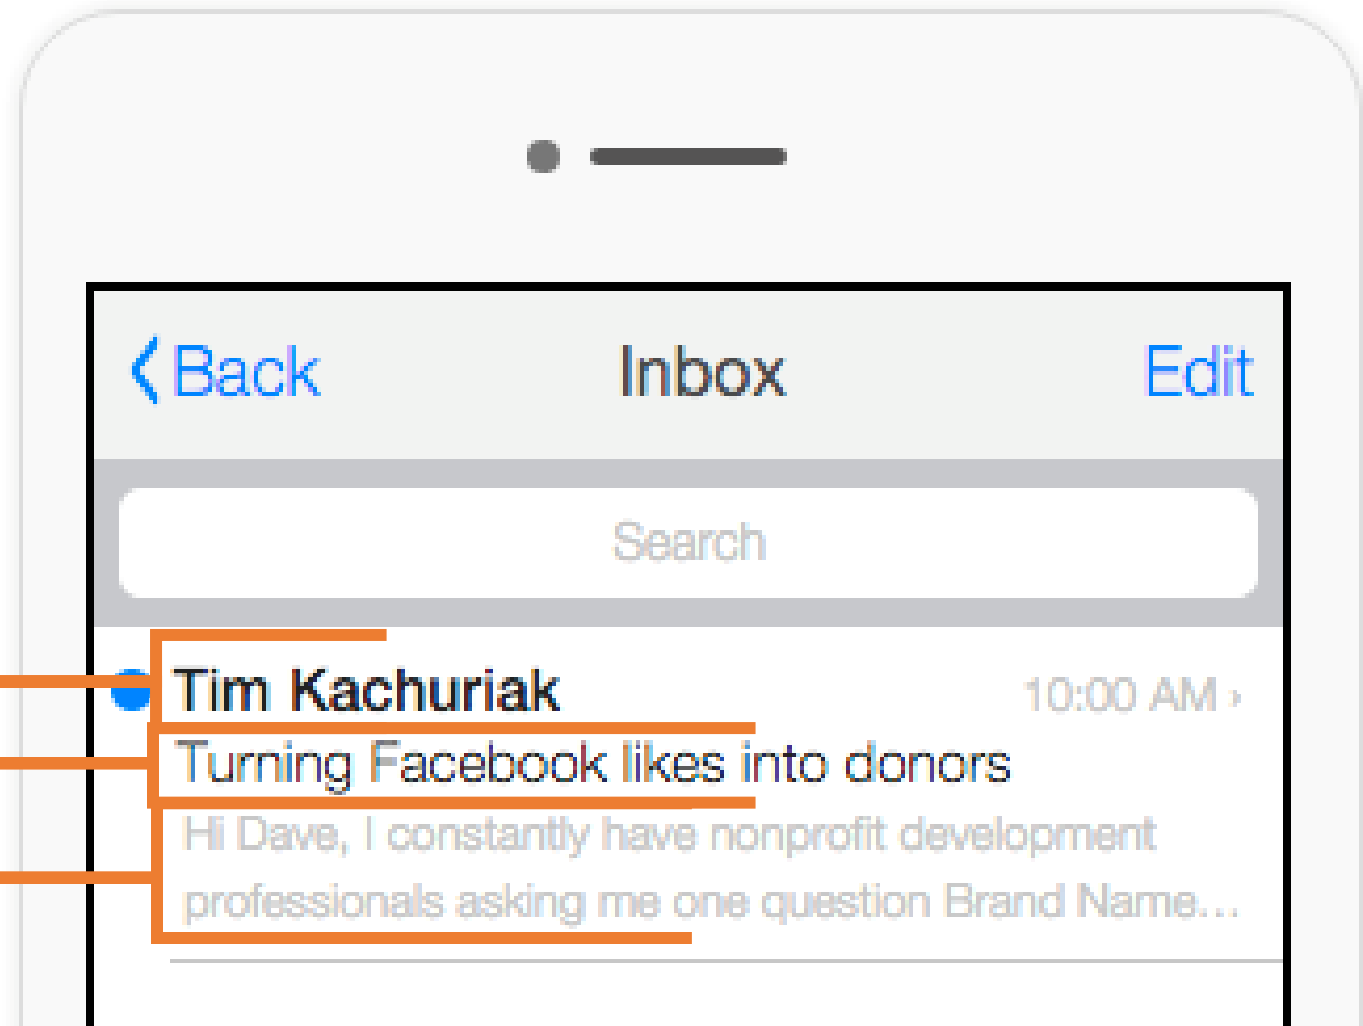 Back Inbox Edit
Search
Tim Kachuriak 10:00 AM ›
Turning Facebook likes into donors
Hi Dave, I constantly have nonprofit development
professionals asking me one question Brand Name...